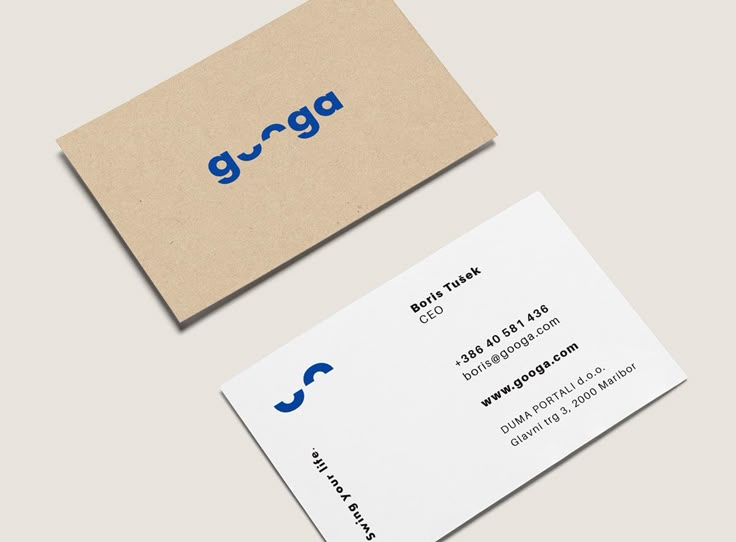 googa
Boris Tušek
CEO
+386 40 581 436
boris@googa.com
www.googa.com
DUMA PORTALI d.o.o.
Glavni trg 3, 2000 Maribor
Swing your life.